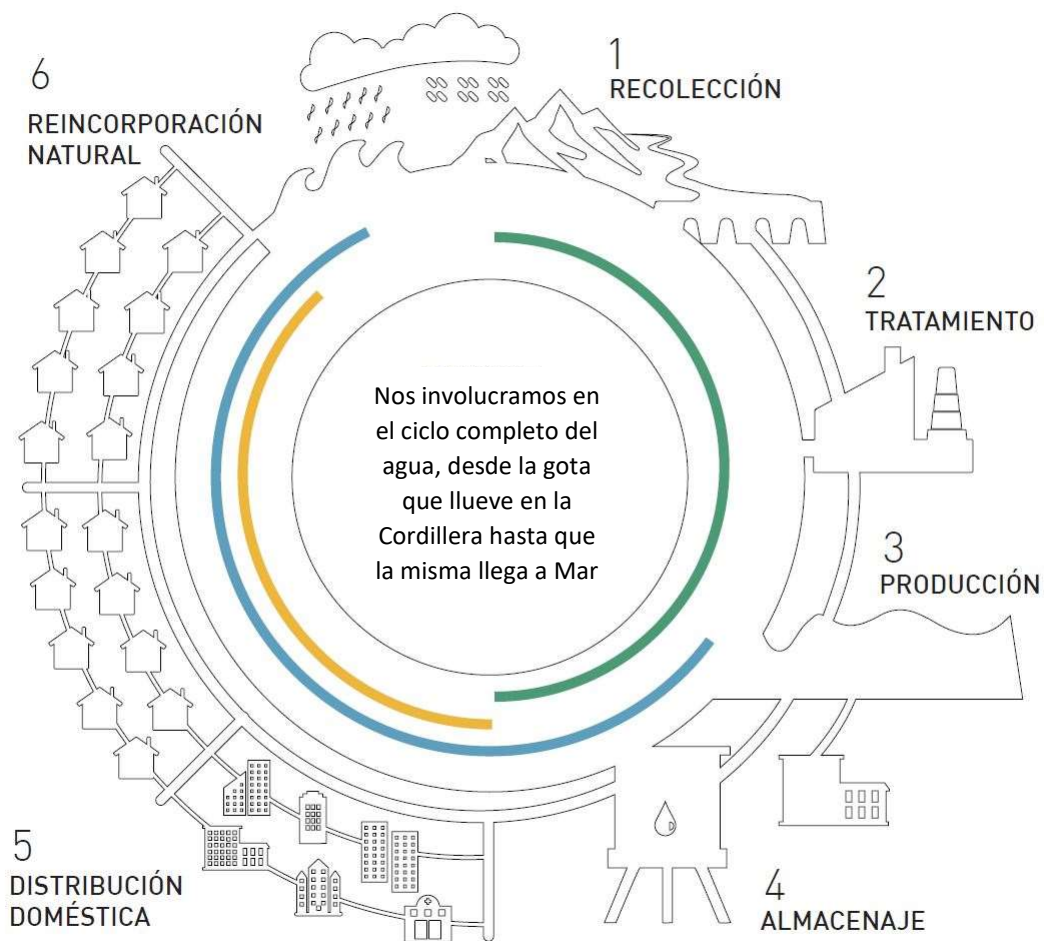 1
RECOLECCIÓN
2
TRATAMIENTO
3
PRODUCCIÓN
4
ALMACENAJE
5
DISTRIBUCIÓN
DOMÉSTICA
6
REINCORPORACIÓN
NATURAL
Nos involucramos en
el ciclo completo del
agua, desde la gota
que llueve en la
Cordillera hasta que
la misma llega a Mar